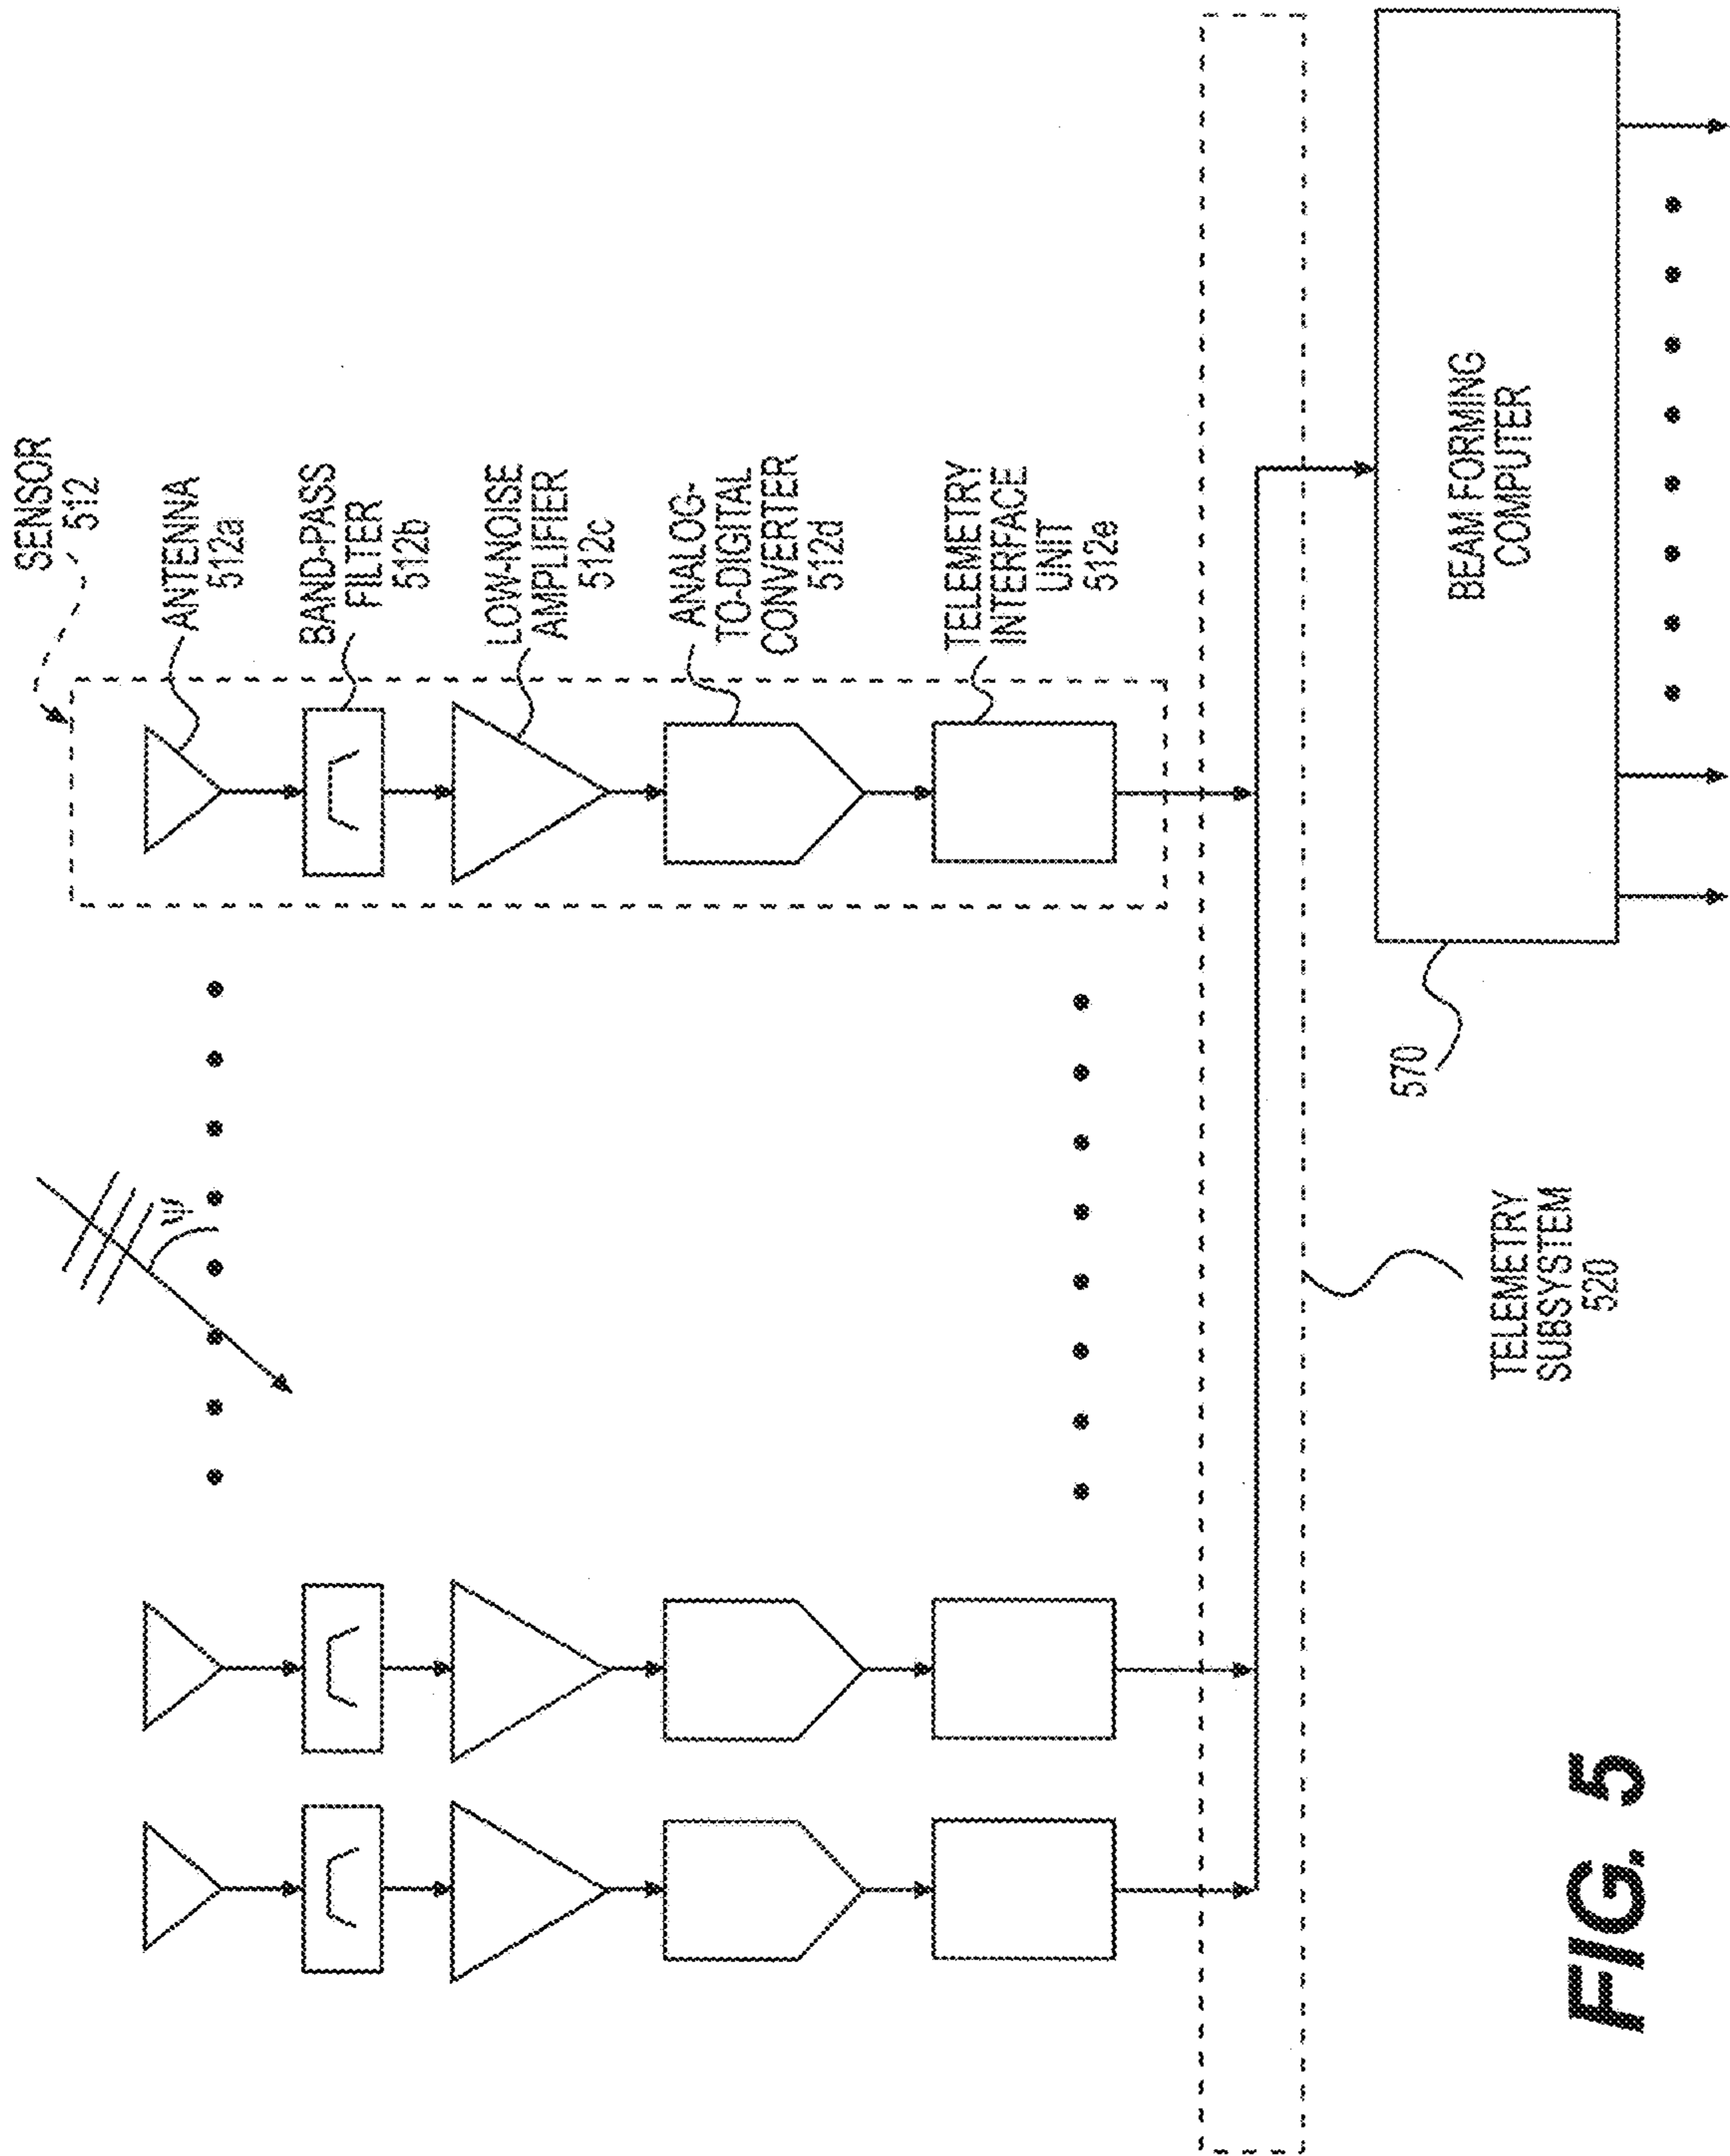 SENSOR
512
ANTENNA
512a
BAND-PASS
FILTER
512b
LOW-NOISE
AMPLIFIER
512c
ANALOG-
TO-DIGITAL
CONVERTER
512d
TELEMETRY
INTERFACE
UNIT
512e
Ψ
BEAM FORMING
COMPUTER
570
TELEMETRY
SUBSYSTEM
520
FIG. 5